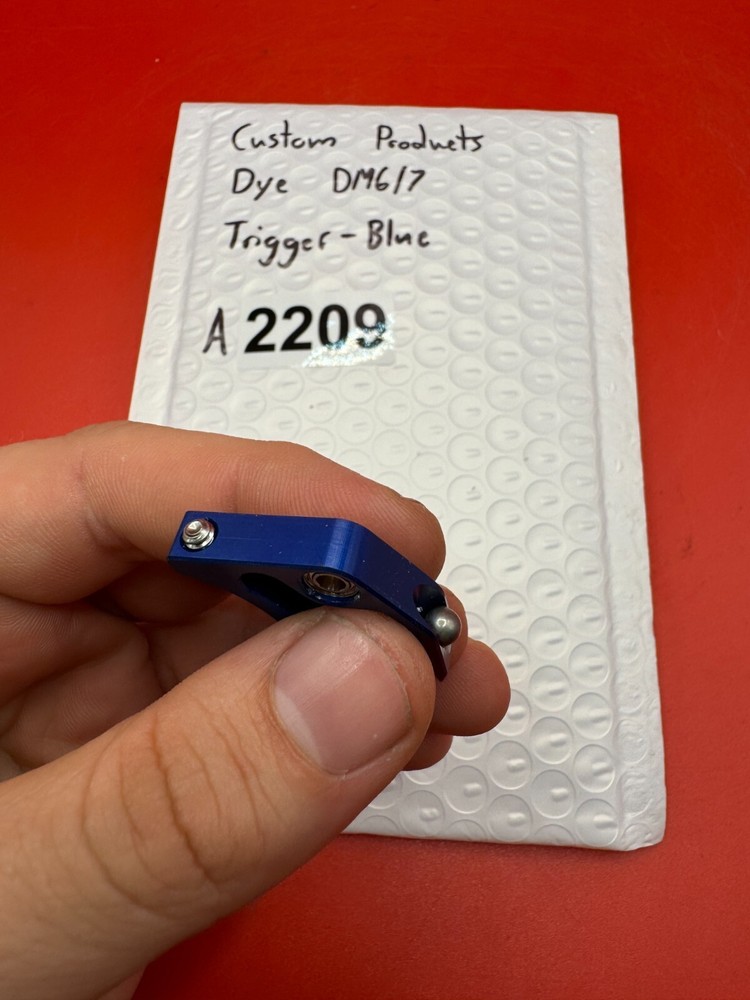 Custom Products
Dye DM6/7
Trigger-Blue
A 2209